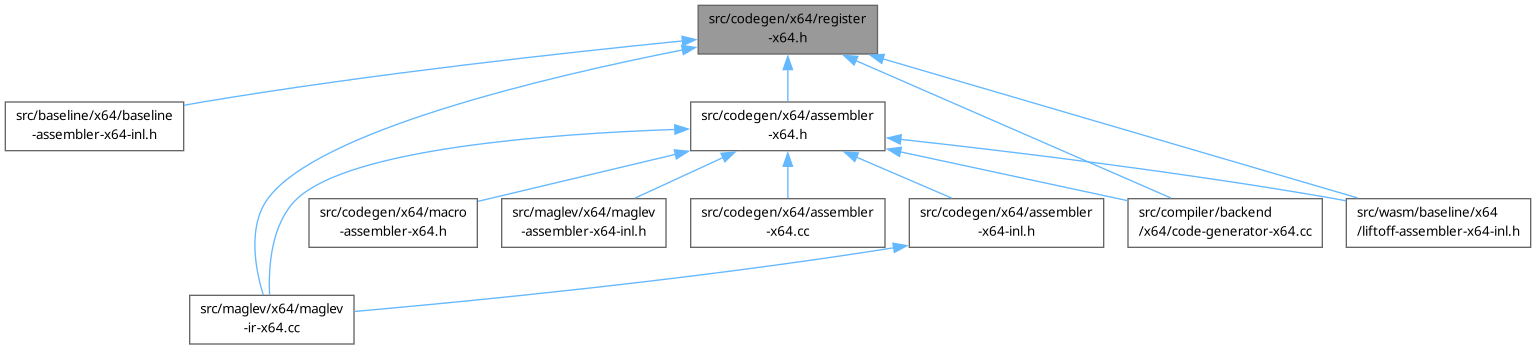 src/codegen/x64/register
-x64.h
src/baseline/x64/baseline
-assembler-x64-inl.h
src/codegen/x64/assembler
-x64.h
src/codegen/x64/macro
-assembler-x64.h
src/maglev/x64/maglev
-assembler-x64-inl.h
src/codegen/x64/assembler
-x64.cc
src/codegen/x64/assembler
-x64-inl.h
src/compiler/backend
/x64/code-generator-x64.cc
src/wasm/baseline/x64
/liftoff-assembler-x64-inl.h
src/maglev/x64/maglev
-ir-x64.cc